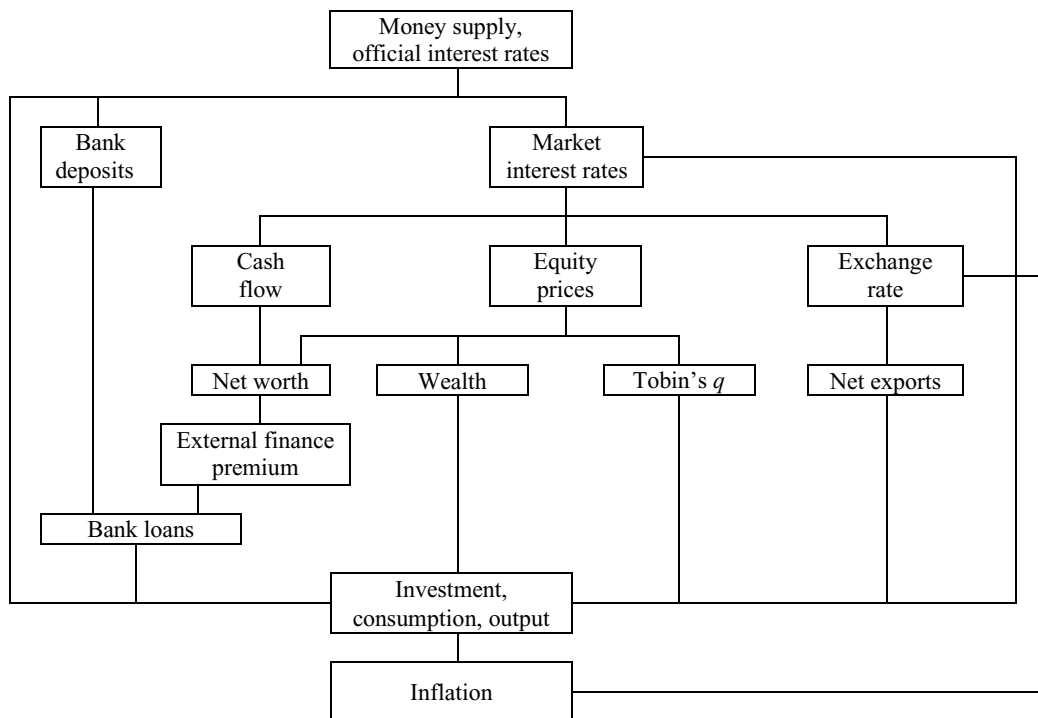 Money supply,
official interest rates
Bank
deposits
Market
interest rates
Cash
flow
Equity
prices
Exchange
rate
Net worth
Wealth
Tobin’s q
Net exports
External finance
premium
Bank loans
Investment,
consumption, output
Inflation